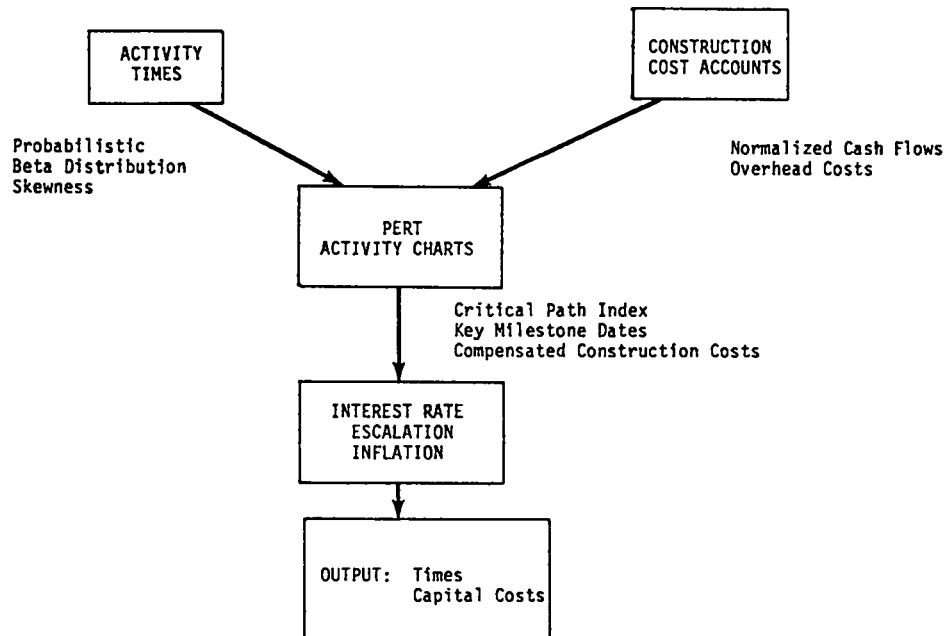 ACTIVITY
TIMES
CONSTRUCTION
COST ACCOUNTS
Probabilistic
Beta Distribution
Skewness
Normalized Cash Flows
Overhead Costs
PERT
ACTIVITY CHARTS
Critical Path Index
Key Milestone Dates
Compensated Construction Costs
INTEREST RATE
ESCALATION
INFLATION
OUTPUT: Times
Capital Costs